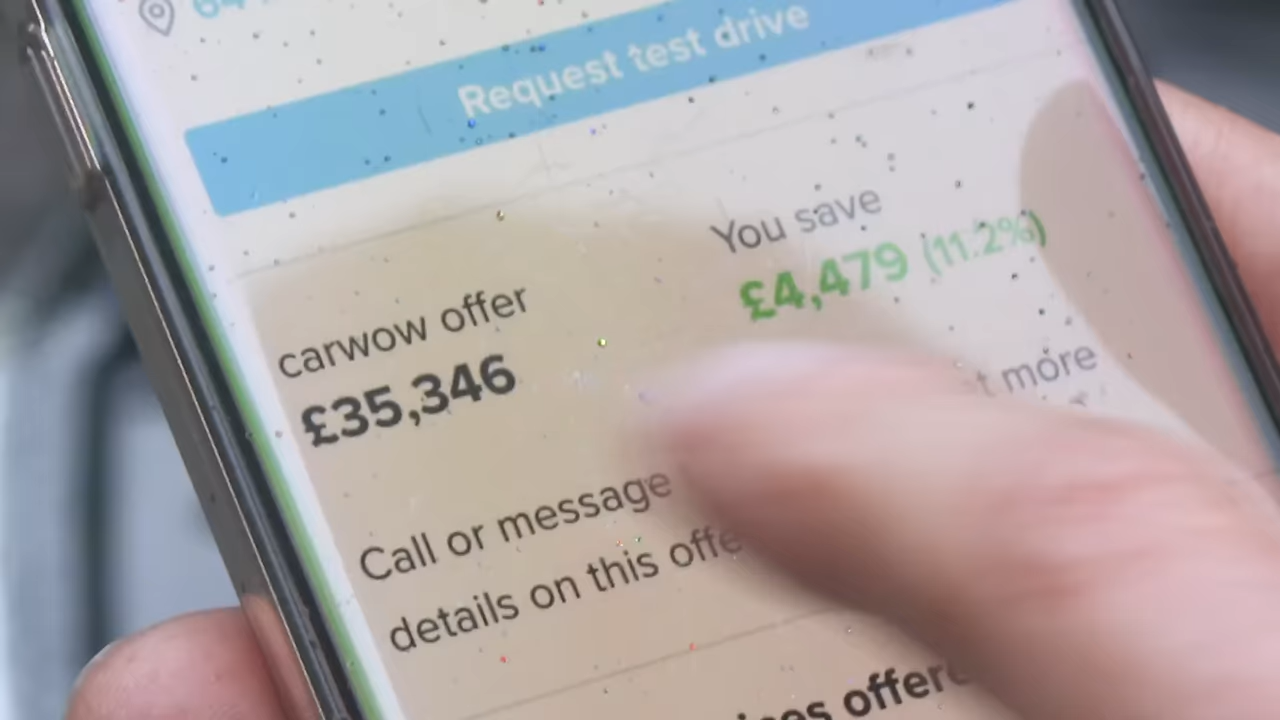 Request test drive
You save
£4,479 (11.2%)
carwow offer
£35,346
more
Call or message
details on this